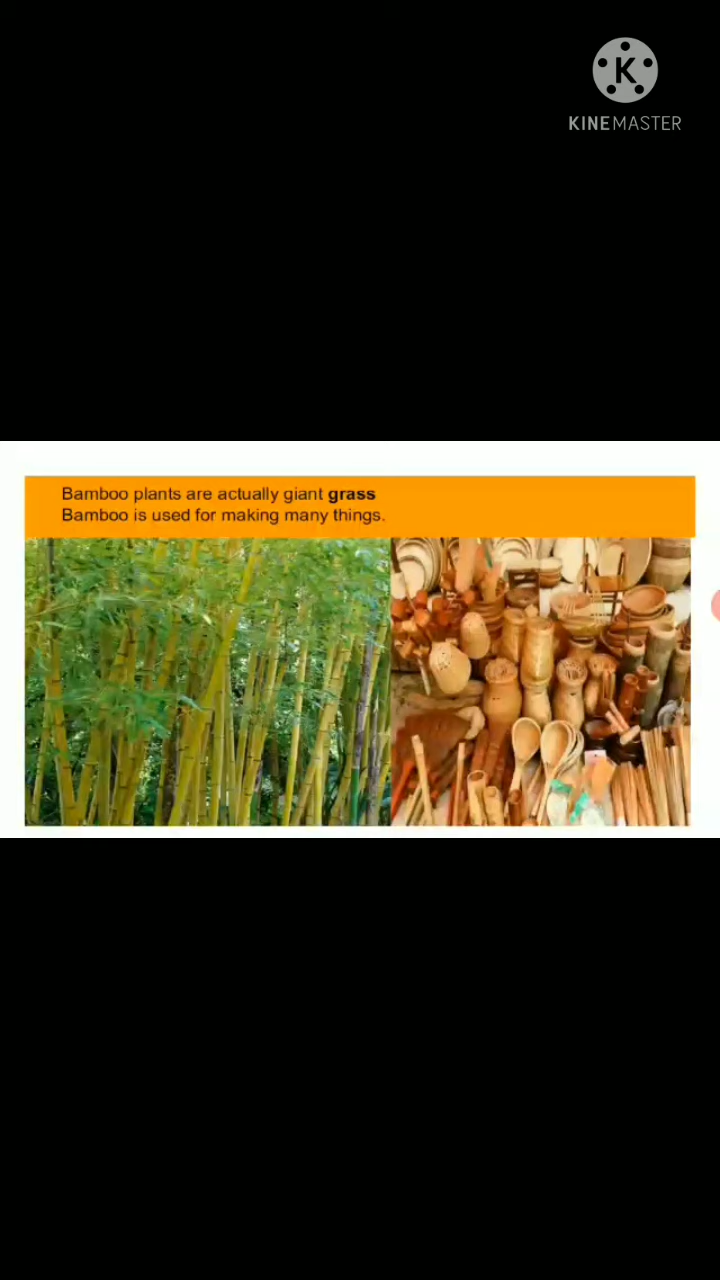 K
KINEMASTER
Bamboo plants are actually giant grass
Bamboo is used for making many things.